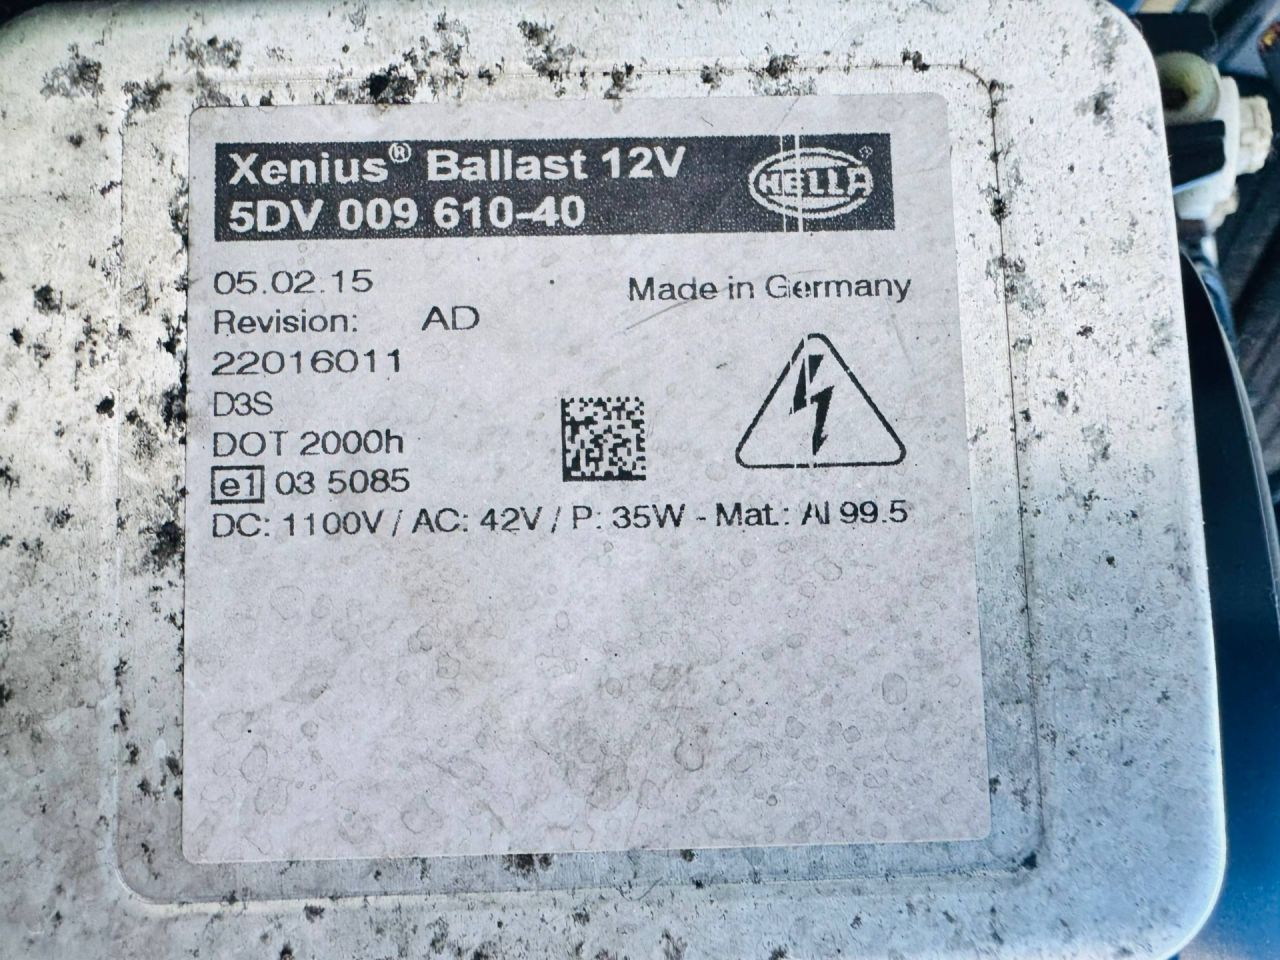 Xenius® Ballast 12V
5DV 009 610-40
HELLA®
05.02.15
Made in Germany
Revision: AD
22016011
D3S
DOT 2000h
e1 03 5085
DC: 1100V / AC: 42V / P: 35W - Mat.: Al 99.5